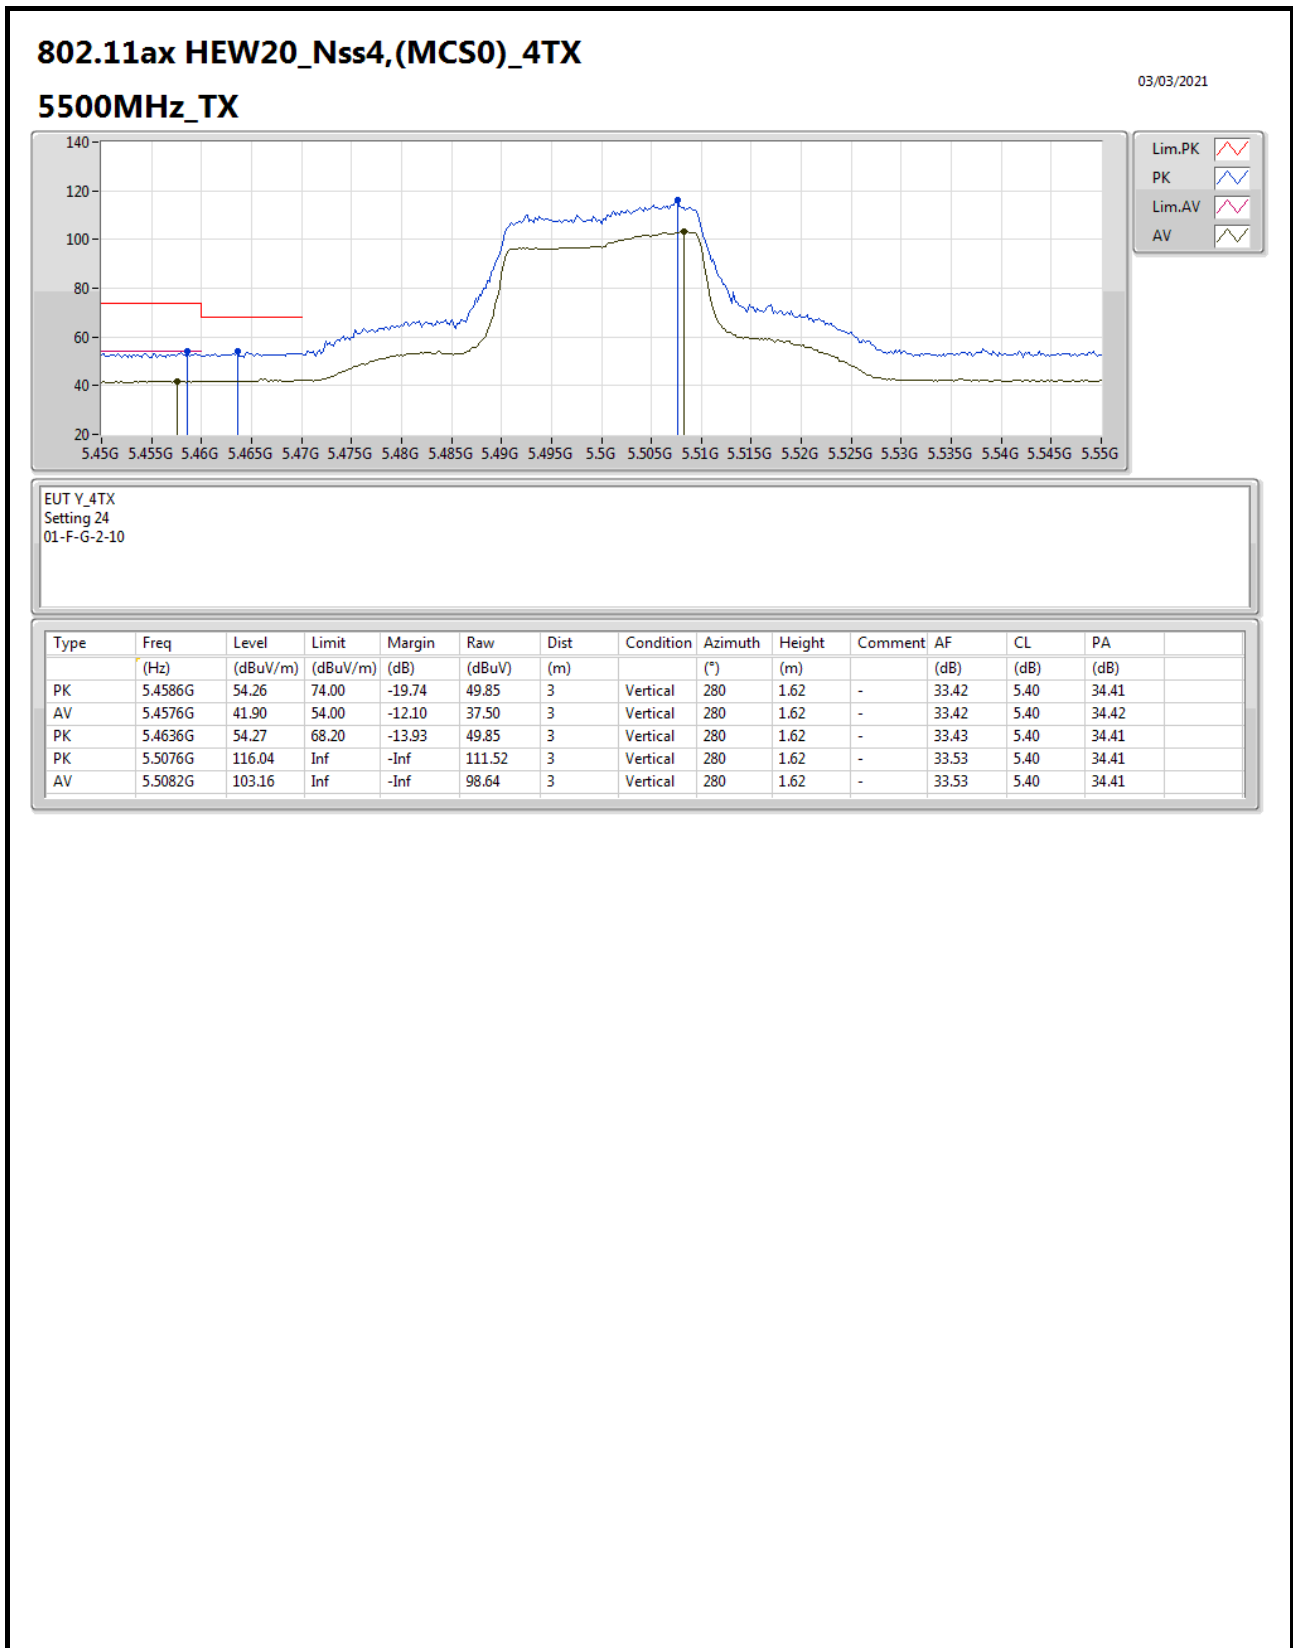 802.11ax HEW20_Nss4,(MCS0)_4TX
03/03/2021
5500MHz_TX
140
120
100
80
60
40
20
5.45G 5.455G 5.46G 5.465G 5.47G 5.475G 5.48G 5.485G 5.49G 5.495G 5.5G 5.505G 5.51G 5.515G 5.52G 5.525G 5.53G 5.535G 5.54G 5.545G 5.55G
Lim.PK
PK
Lim.AV
AV
EUT Y_4TX
Setting 24
01-F-G-2-10
Type Freq Level Limit Margin Raw Dist Condition Azimuth Height Comment AF CL PA
(Hz) (dBuV/m) (dBuV/m) (dB) (dBuV) (m) (°) (m) (dB) (dB) (dB)
PK 5.4586G 54.26 74.00 -19.74 49.85 3 Vertical 280 1.62 - 33.42 5.40 34.41
AV 5.4576G 41.90 54.00 -12.10 37.50 3 Vertical 280 1.62 - 33.42 5.40 34.42
PK 5.4636G 54.27 68.20 -13.93 49.85 3 Vertical 280 1.62 - 33.43 5.40 34.41
PK 5.5076G 116.04 Inf -Inf 111.52 3 Vertical 280 1.62 - 33.53 5.40 34.41
AV 5.5082G 103.16 Inf -Inf 98.64 3 Vertical 280 1.62 - 33.53 5.40 34.41